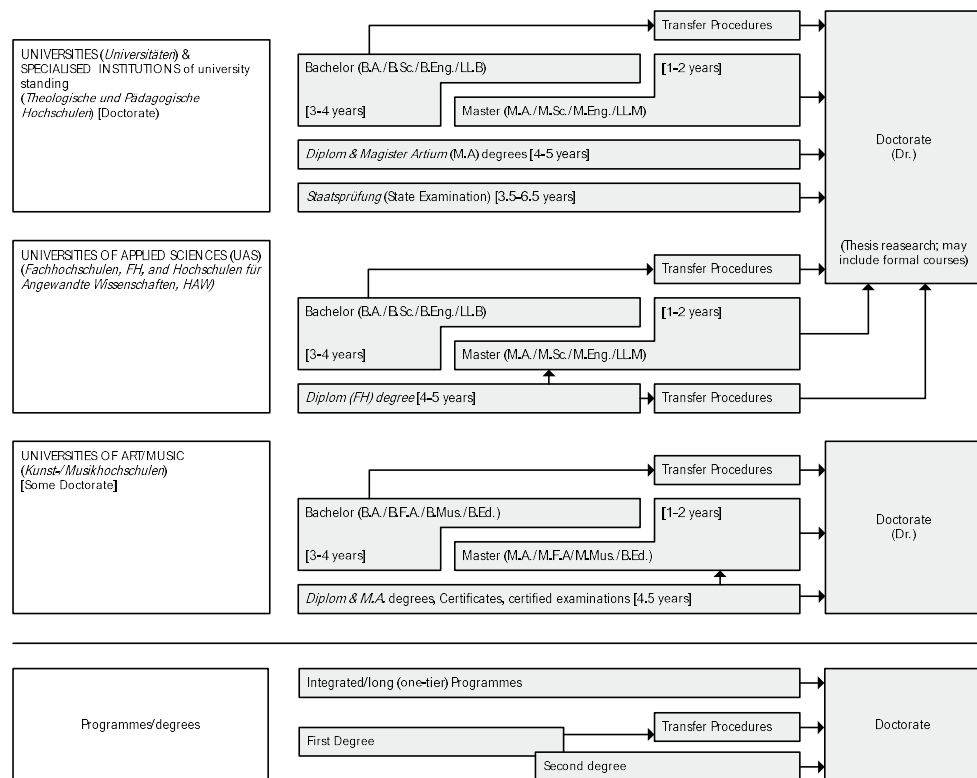 UNIVERSITIES (Universitäten) &
SPECIALISED INSTITUTIONS of university
standing
(Theologische und Pädagogische
Hochschulen) [Doctorate)
Transfer Procedures
Bachelor (B.A./B.Sc./B.Eng./LL.B)
[3-4 years]
[1-2 years]
Master (M.A./M.Sc./M.Eng./LL.M)
Diplom & Magister Artium (M.A) degrees [4-5 years]
Staatsprüfung (State Examination) [3.5-6.5 years]
Doctorate
(Dr.)
(Thesis reasearch; may
include formal courses)
UNIVERSITIES OF APPLIED SCIENCES (UAS)
(Fachhochschulen, FH, and Hochschulen für
Angewandte Wissenschaften, HAW)
Transfer Procedures
Bachelor (B.A./B.Sc./B.Eng./LL.B)
[3-4 years]
[1-2 years]
Master (M.A./M.Sc./M.Eng./LL.M)
Diplom (FH) degree [4-5 years]
Transfer Procedures
UNIVERSITIES OF ART/MUSIC
(Kunst-/Musikhochschulen)
[Some Doctorate]
Transfer Procedures
Bachelor (B.A./B.F.A./B.Mus./B.Ed.)
[3-4 years]
[1-2 years]
Master (M.A./M.F.A/M.Mus./B.Ed.)
Diplom & M.A. degrees, Certificates, certified examinations [4.5 years]
Doctorate
(Dr.)
Programmes/degrees
Integrated/long (one-tier) Programmes
Transfer Procedures
First Degree
Second degree
Doctorate